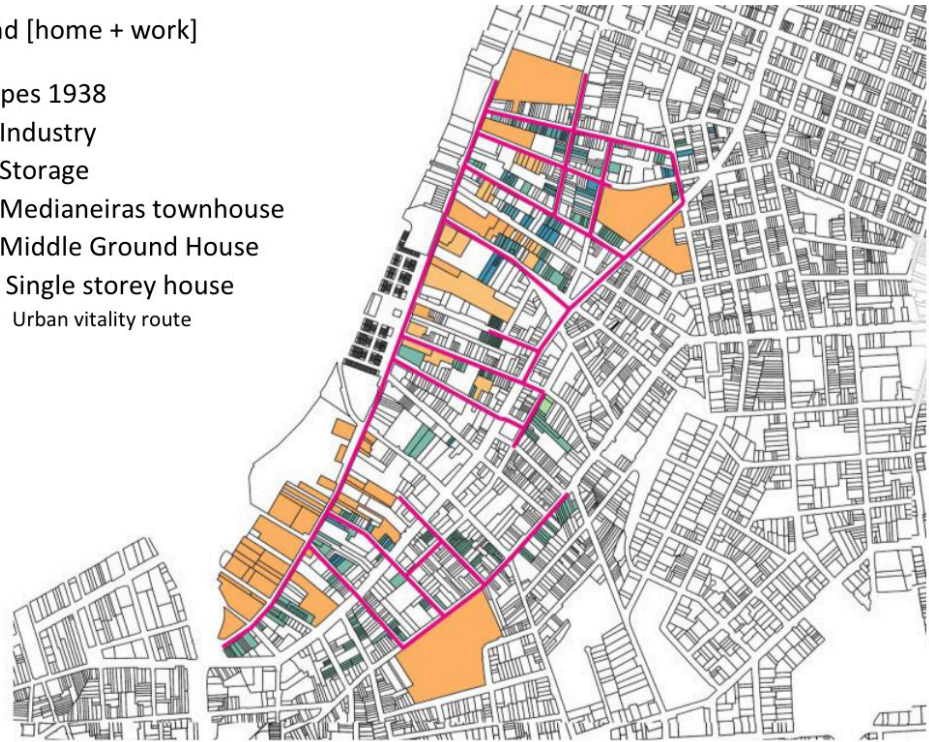 nd [home + work]
pes 1938
Industry
Storage
Medianeiras townhouse
Middle Ground House
Single storey house
Urban vitality route